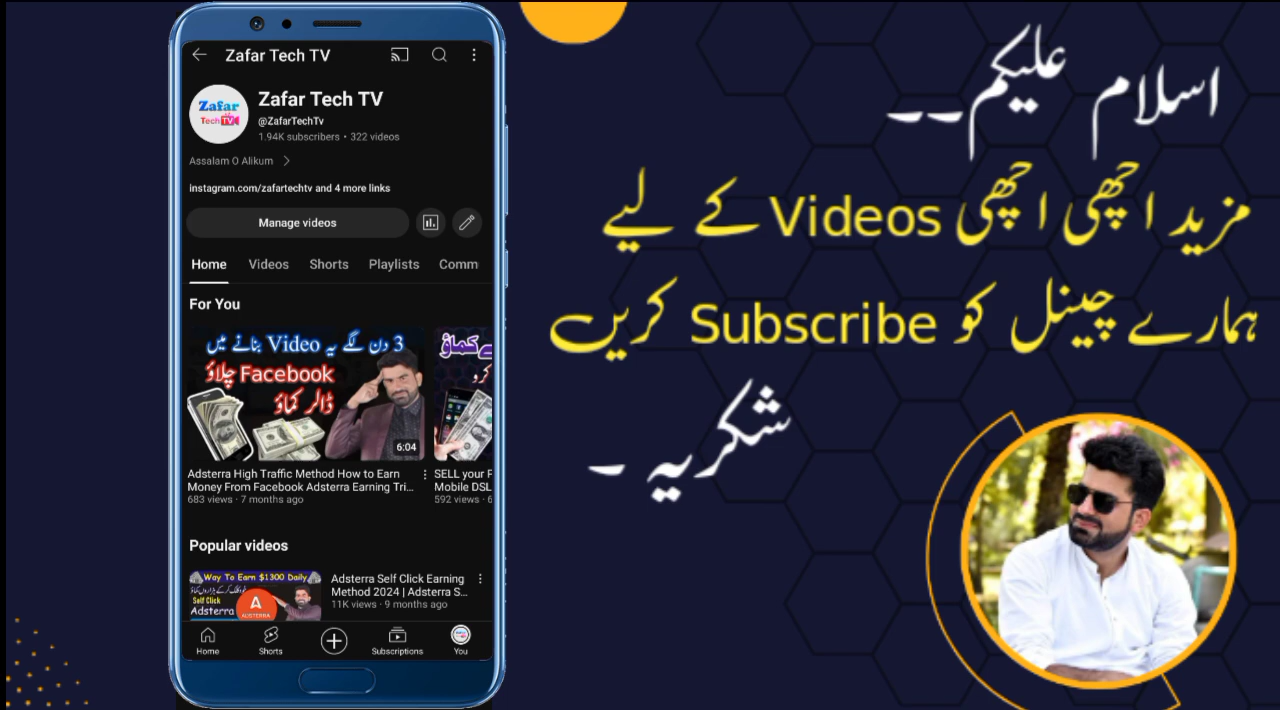 Zafar Tech TV
Zafar
Tech TV
Zafar Tech TV
@ZafarTechTv
1.94K subscribers • 322 videos
Assalam O Alikum
instagram.com/zafartechtv and 4 more links
Manage videos
Home Videos Shorts Playlists Comm
For You
3 دن لگے یہ Video بنانے میں
Facebook چلاؤ
ڈالر کماؤ
6:04
Adsterra High Traffic Method How to Earn
Money From Facebook Adsterra Earning Tri...
683 views · 7 months ago
کماؤ
کرو
SELL your F
Mobile DSL
592 views · 6
Popular videos
Way To Earn $1300 Daily
Self Click
Adsterra
ADSTERRA
Adsterra Self Click Earning
Method 2024 | Adsterra S...
11K views · 9 months ago
Home Shorts Subscriptions You
اسلام علیکم۔۔
مزید اچھی اچھی Videos کے لیے
ہمارے چینل کو Subscribe کریں
شکریہ ۔